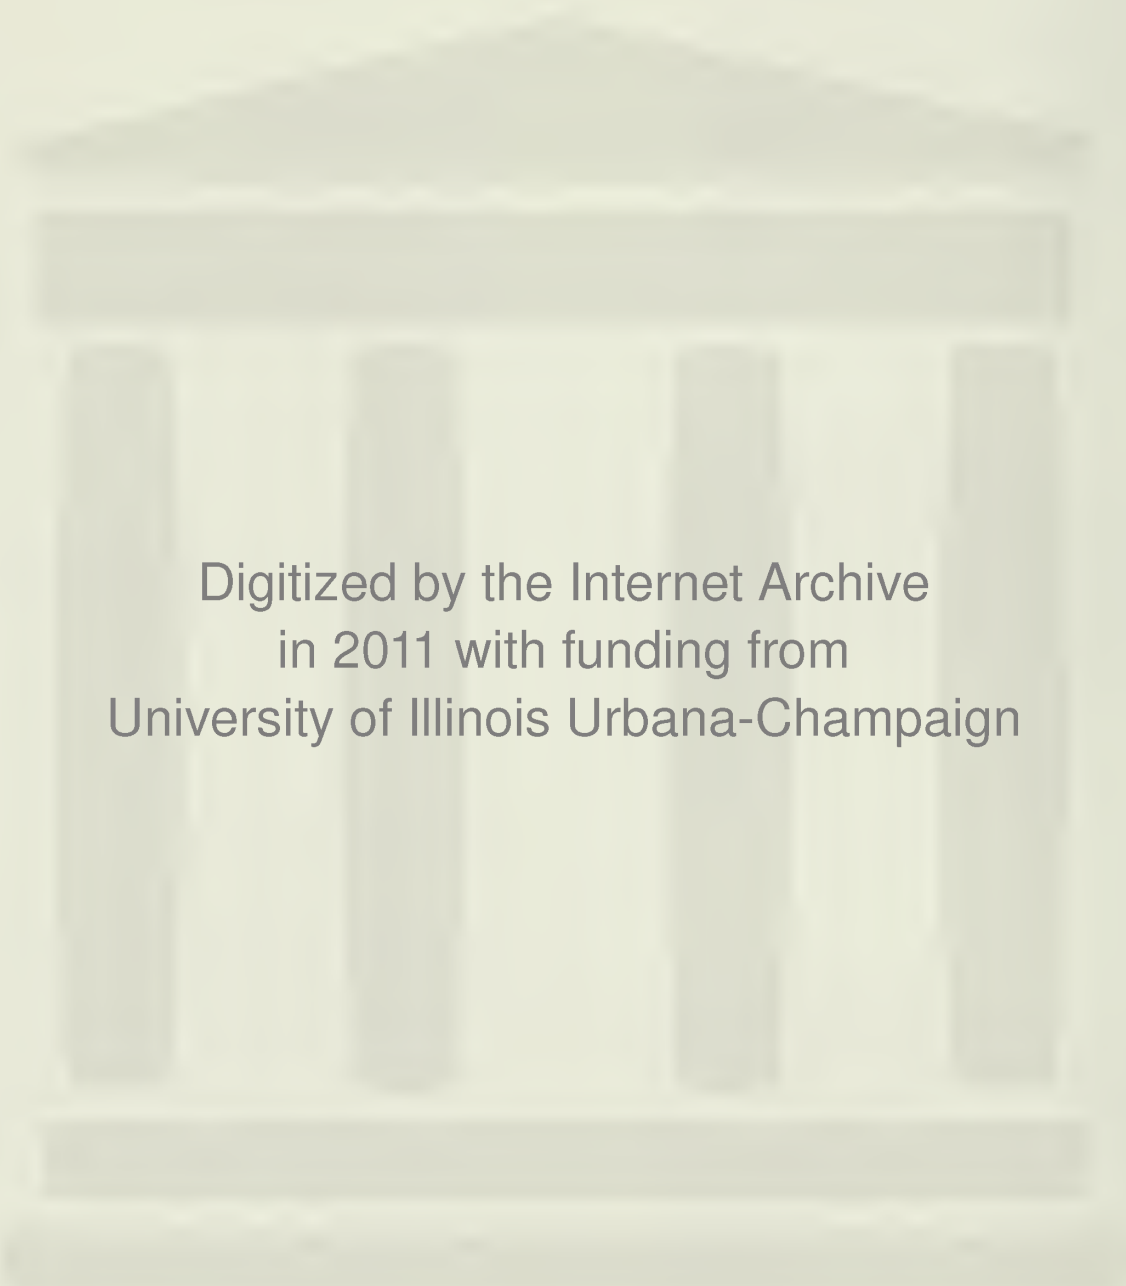 Digitized by the Internet Archive
in 2011 with funding from
University of Illinois Urbana-Champaign